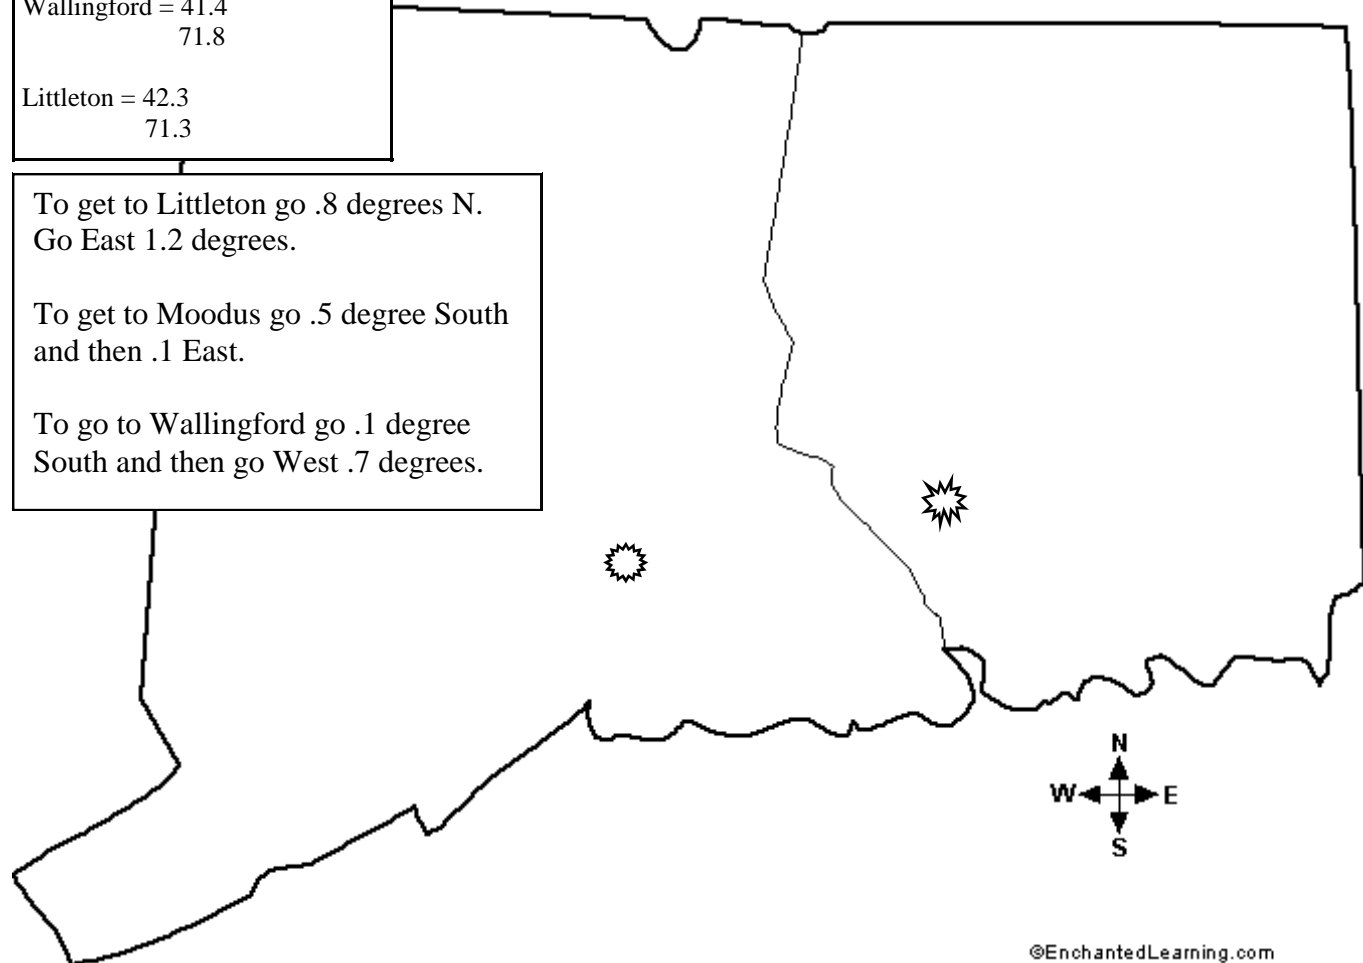 Wallingford = 41.4
71.8
Littleton = 42.3
71.3
To get to Littleton go .8 degrees N.
Go East 1.2 degrees.
To get to Moodus go .5 degree South
and then .1 East.
To go to Wallingford go .1 degree
South and then go West .7 degrees.
N
W E
S
©EnchantedLearning.com